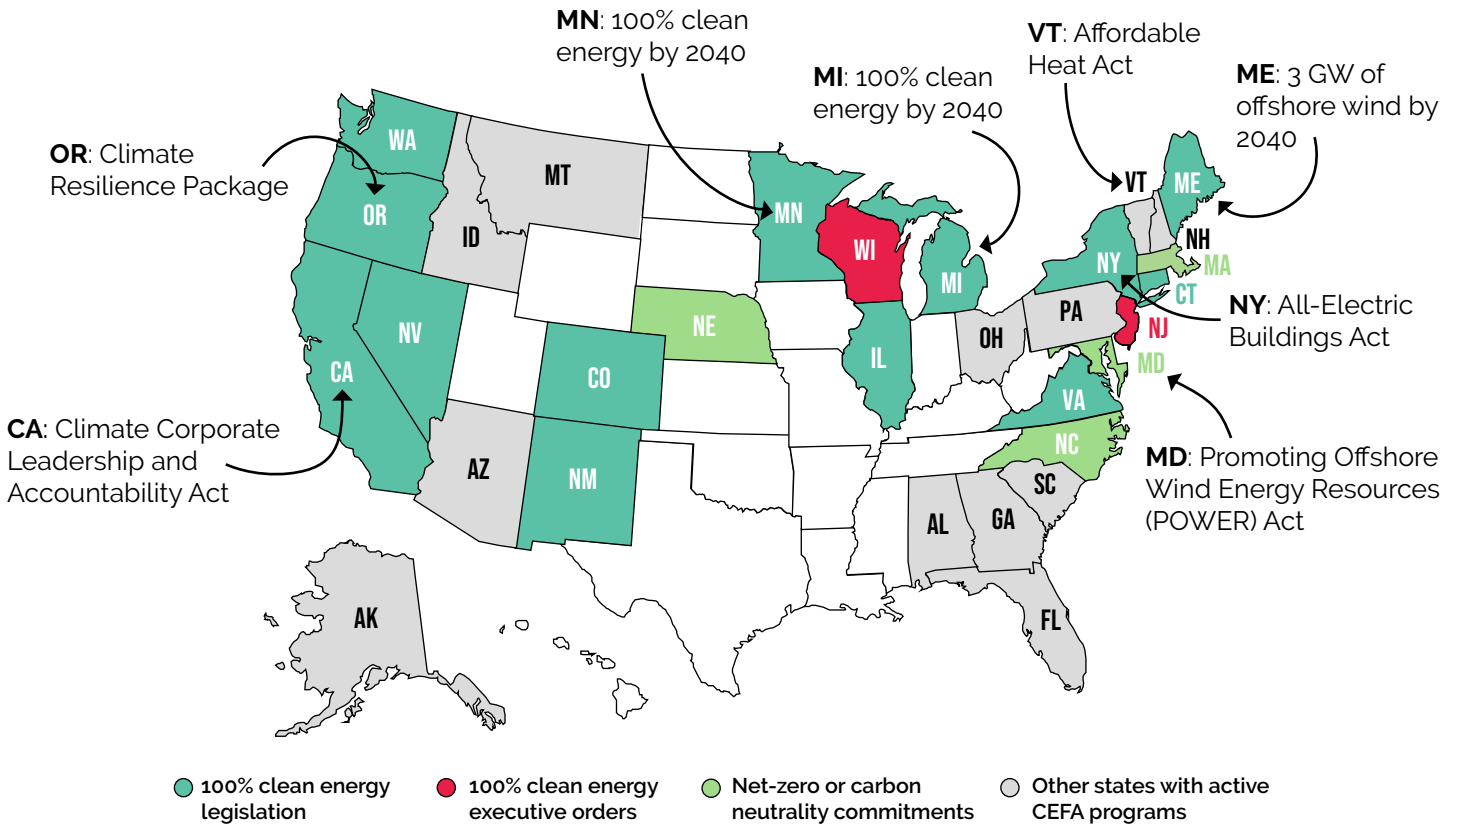 MN: 100% clean
energy by 2040
VT: Affordable
Heat Act
MI: 100% clean
energy by 2040
ME: 3 GW of
offshore wind by
2040
OR: Climate
Resilience Package
WA
MT
VT
ME
OR
ID
MN
WI
NH
MA
NY
MI
CT
NY: All-Electric
Buildings Act
NV
NE
PA
OH
NJ
CA
CO
IL
MD
VA
CA: Climate Corporate
Leadership and
Accountability Act
AZ
NM
NC
SC
MD: Promoting Offshore
Wind Energy Resources
(POWER) Act
AL
GA
AK
FL
100% clean energy
legislation
100% clean energy
executive orders
Net-zero or carbon
neutrality commitments
Other states with active
CEFA programs